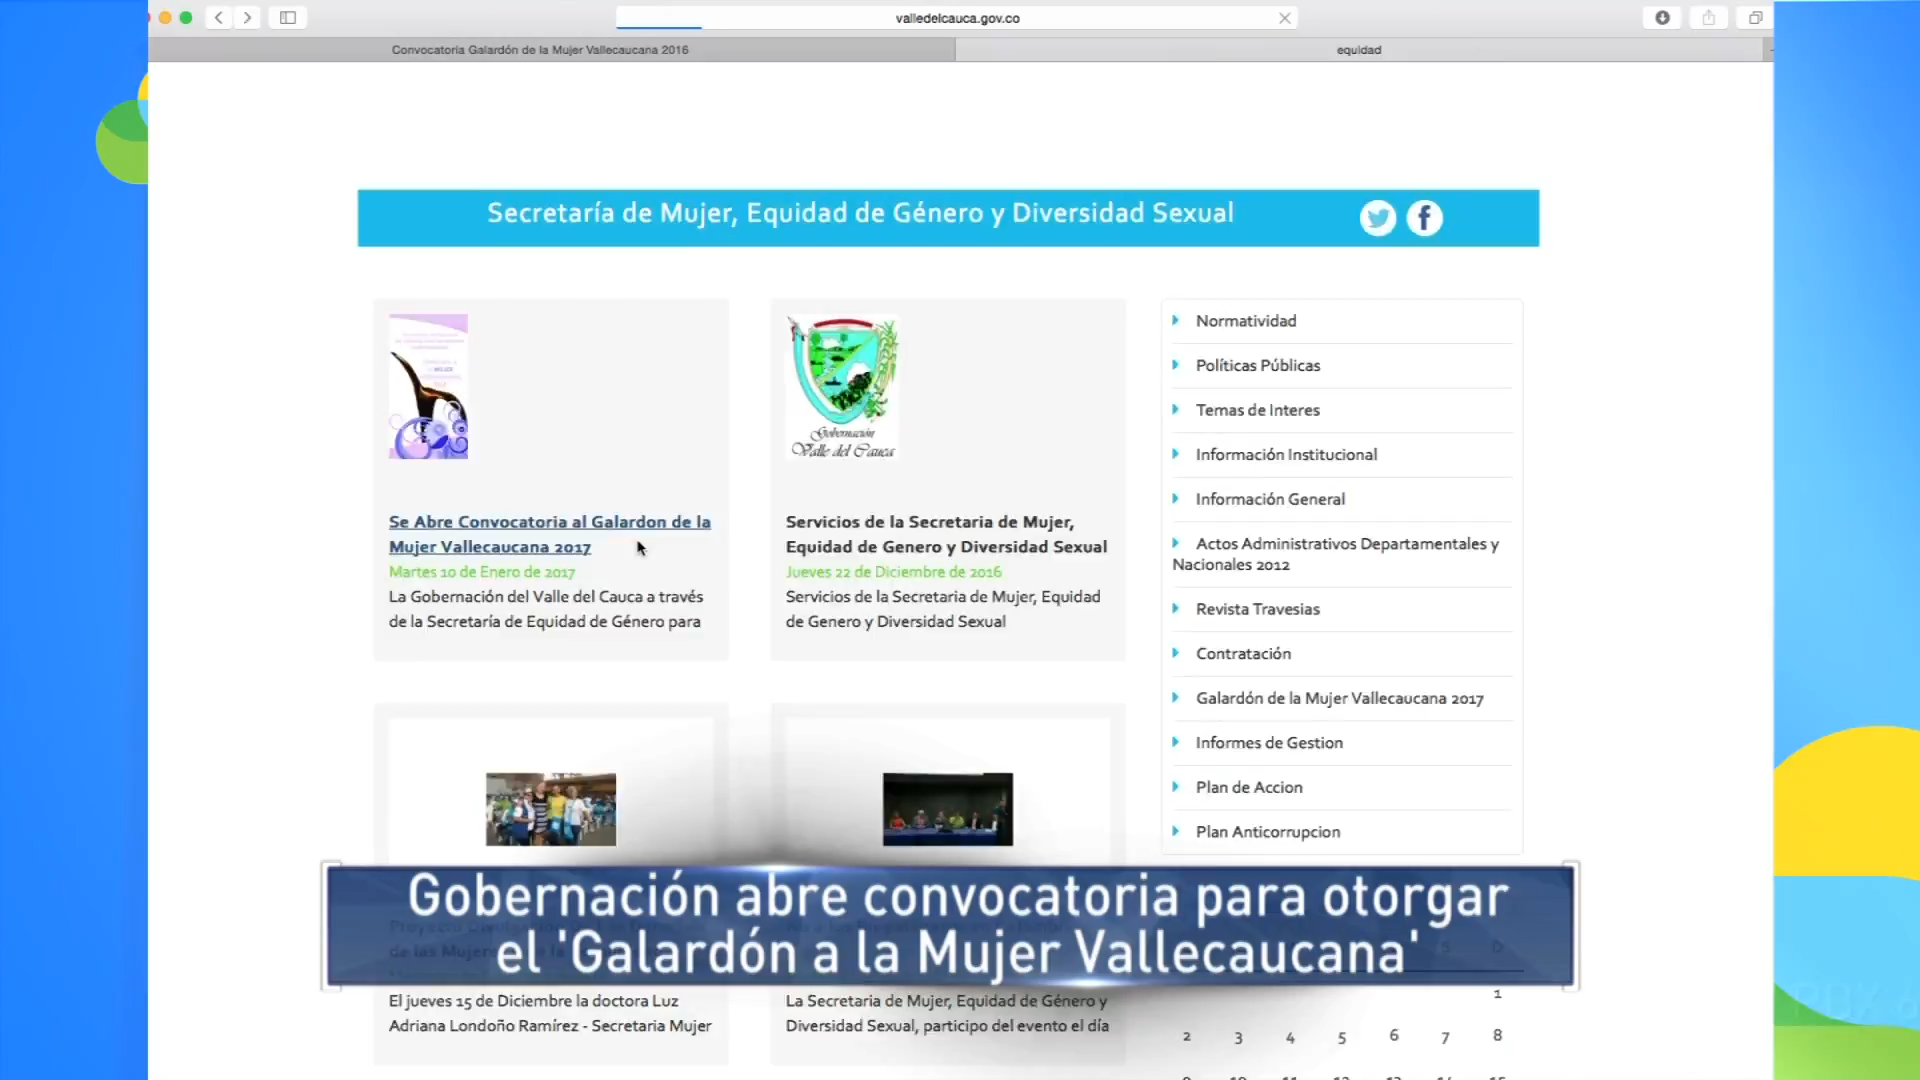 valledelcauca.gov.co
Convocatoria Galardón de la Mujer Vallecaucana 2016
equidad
Secretaría de Mujer, Equidad de Género y Diversidad Sexual
Gobernación
Valle del Cauca
Se Abre Convocatoria al Galardon de la
Mujer Vallecaucana 2017
Martes 10 de Enero de 2017
La Gobernación del Valle del Cauca a través
de la Secretaría de Equidad de Género para
Servicios de la Secretaria de Mujer,
Equidad de Genero y Diversidad Sexual
Jueves 22 de Diciembre de 2016
Servicios de la Secretaria de Mujer, Equidad
de Genero y Diversidad Sexual
Normatividad
Políticas Públicas
Temas de Interes
Información Institucional
Información General
Actos Administrativos Departamentales y
Nacionales 2012
Revista Travesias
Contratación
Galardón de la Mujer Vallecaucana 2017
Informes de Gestion
Plan de Accion
Plan Anticorrupcion
Gobernación abre convocatoria para otorgar
el 'Galardón a la Mujer Vallecaucana'
El jueves 15 de Diciembre la doctora Luz
Adriana Londoño Ramírez - Secretaria Mujer
La Secretaria de Mujer, Equidad de Género y
Diversidad Sexual, participo del evento el día
1
2 3 4 5 6 7 8
PBX